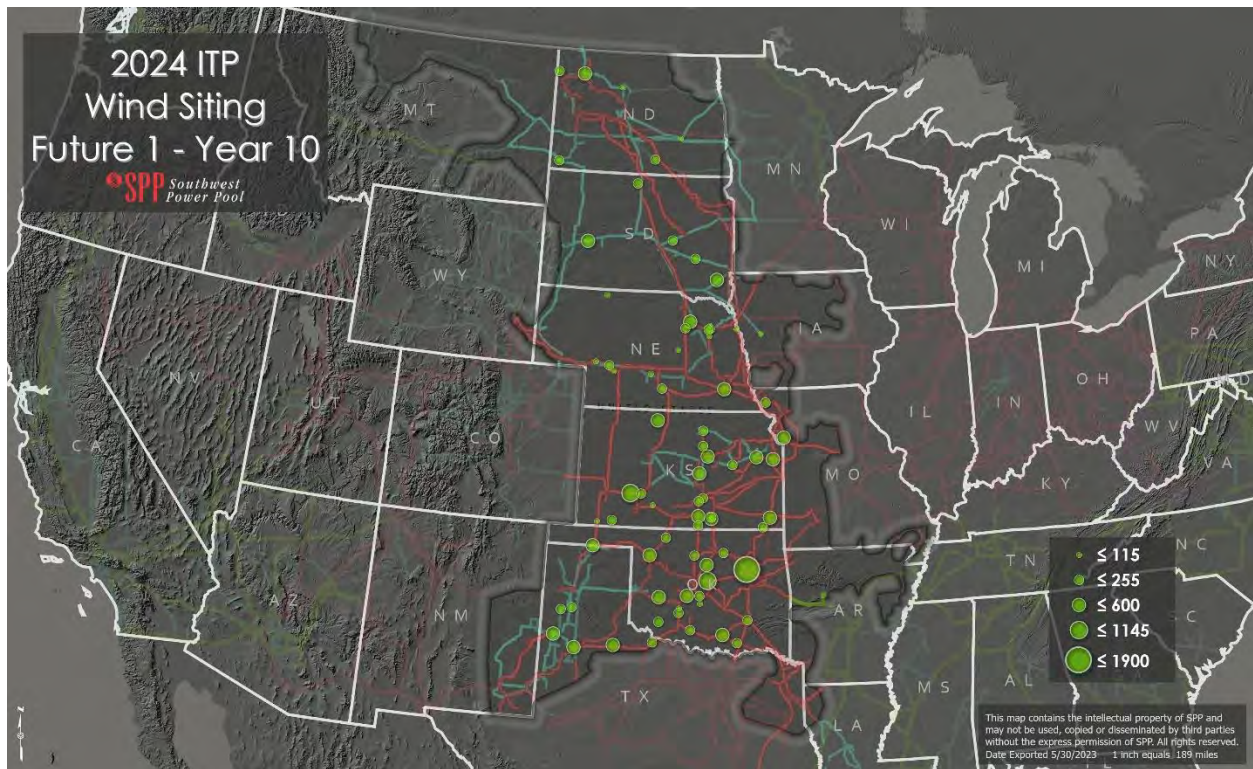 2024 ITP
Wind Siting
Future 1 - Year 10
SPP Southwest
Power Pool
MT
ND
MN
SD
WI
WY
MI
NY
IA
NE
PA
NV
UT
OH
IL
IN
CO
CA
WV
KS
MO
VA
KY
TN
NC
OK
AZ
NM
AR
SC
MS
AL
TX
LA
≤ 115
≤ 255
≤ 600
≤ 1145
≤ 1900
This map contains the intellectual property of SPP and
may not be used, copied or disseminated by third parties
without the express permission of SPP. All rights reserved.
Date Exported 5/30/2023 1 inch equals 189 miles